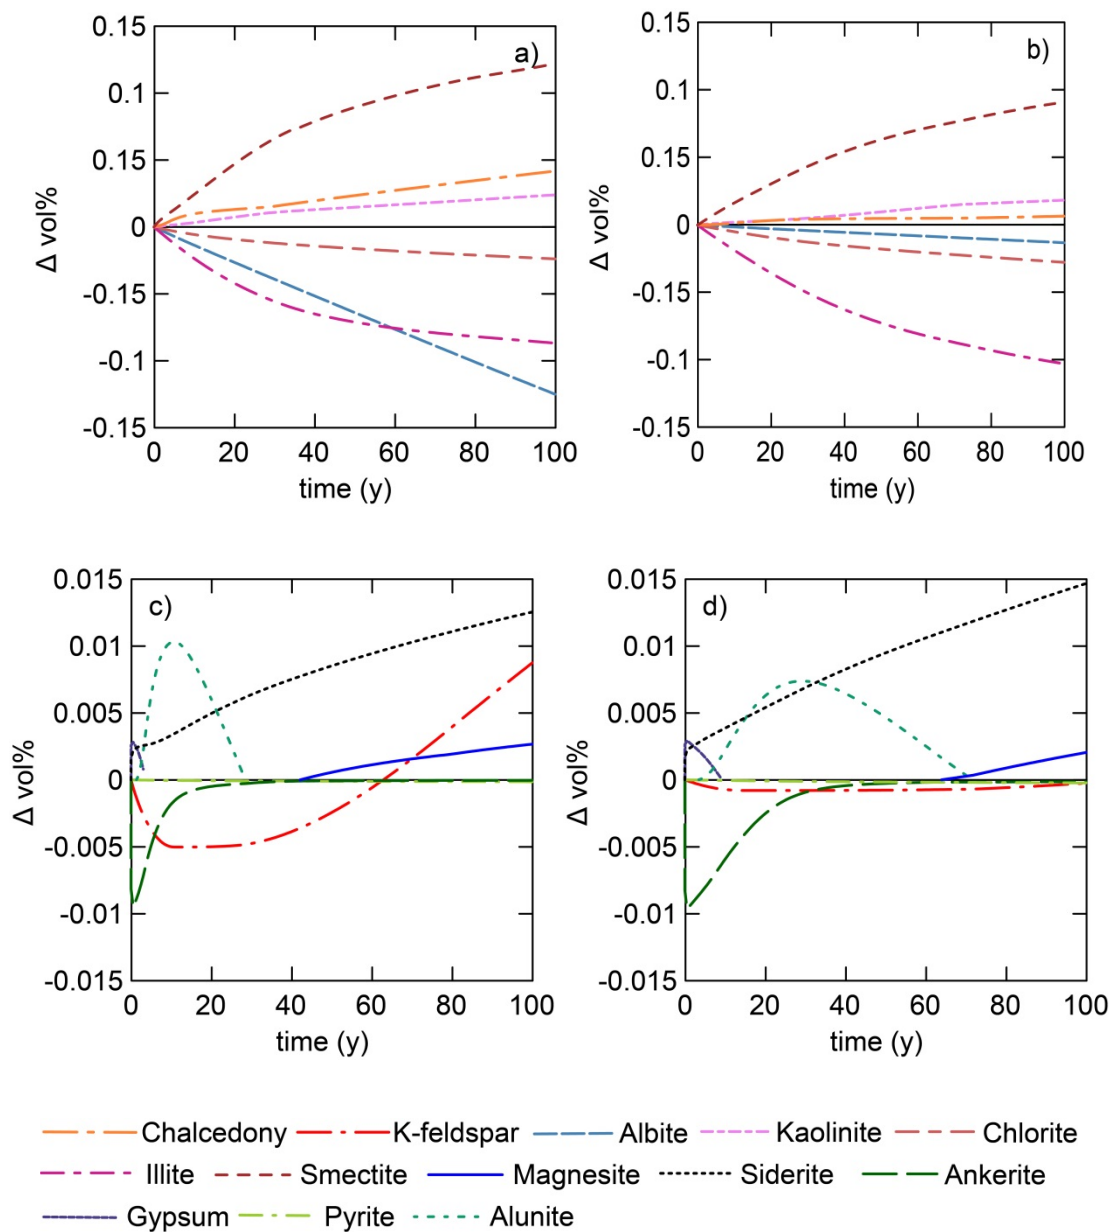 0.15
0.1
0.15
0
-0.15
-0.1
-0.15
Δ vol%
a)
0 20 40 60 80 100
time (y)
0.15
0.1
0.15
0
-0.15
-0.1
-0.15
Δ vol%
b)
0 20 40 60 80 100
time (y)
0.015
0.01
0.005
0
-0.005
-0.01
-0.015
Δ vol%
c)
0 20 40 60 80 100
time (y)
0.015
0.01
0.005
0
-0.005
-0.01
-0.015
Δ vol%
d)
0 20 40 60 80 100
time (y)
Chalcedony K-feldspar Albite Kaolinite Chlorite
Illite Smectite Magnesite Siderite Ankerite
Gypsum Pyrite Alunite